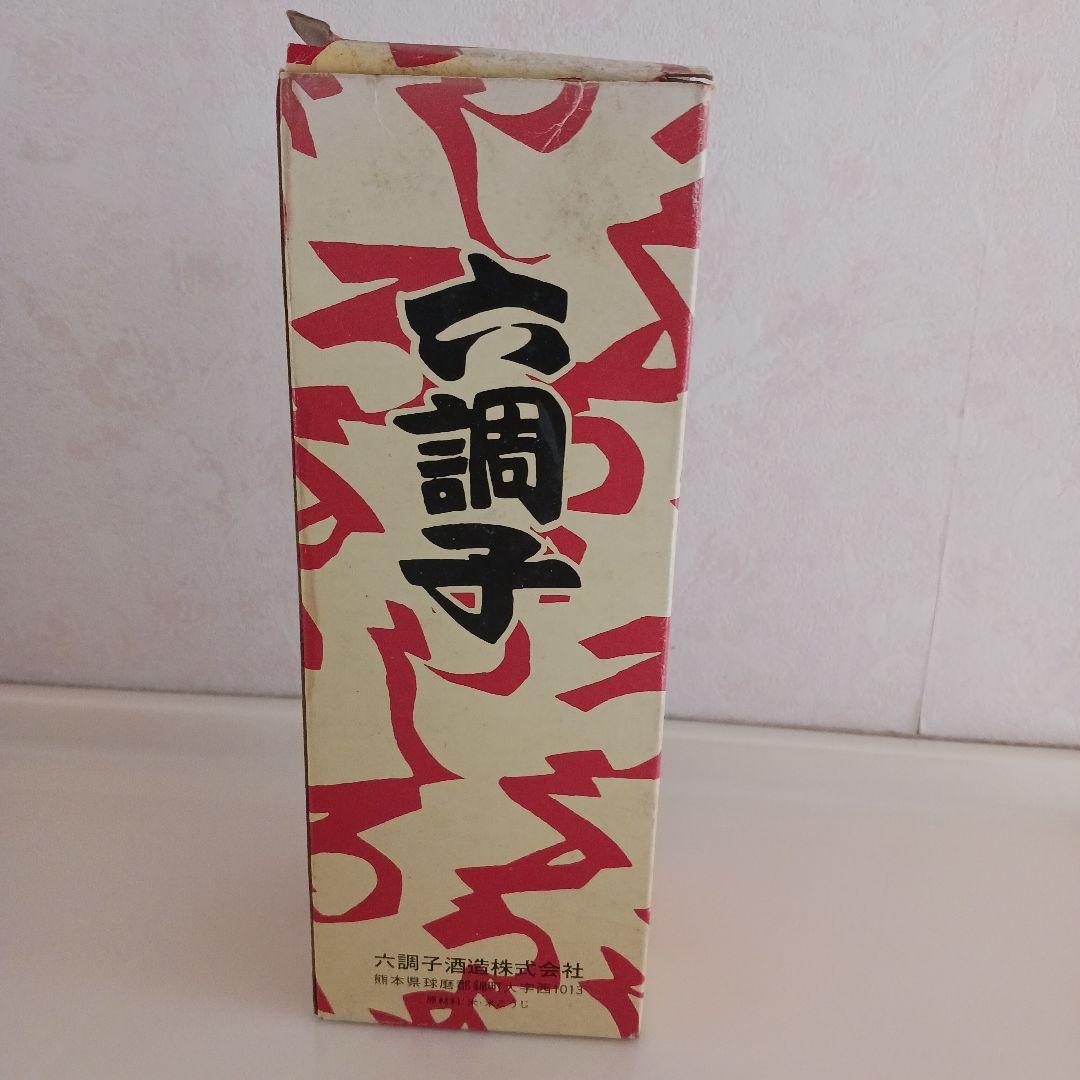 六調子
六調子酒造株式会社
熊本県球磨郡錦町大字西1013
原材料 米・米こうじ